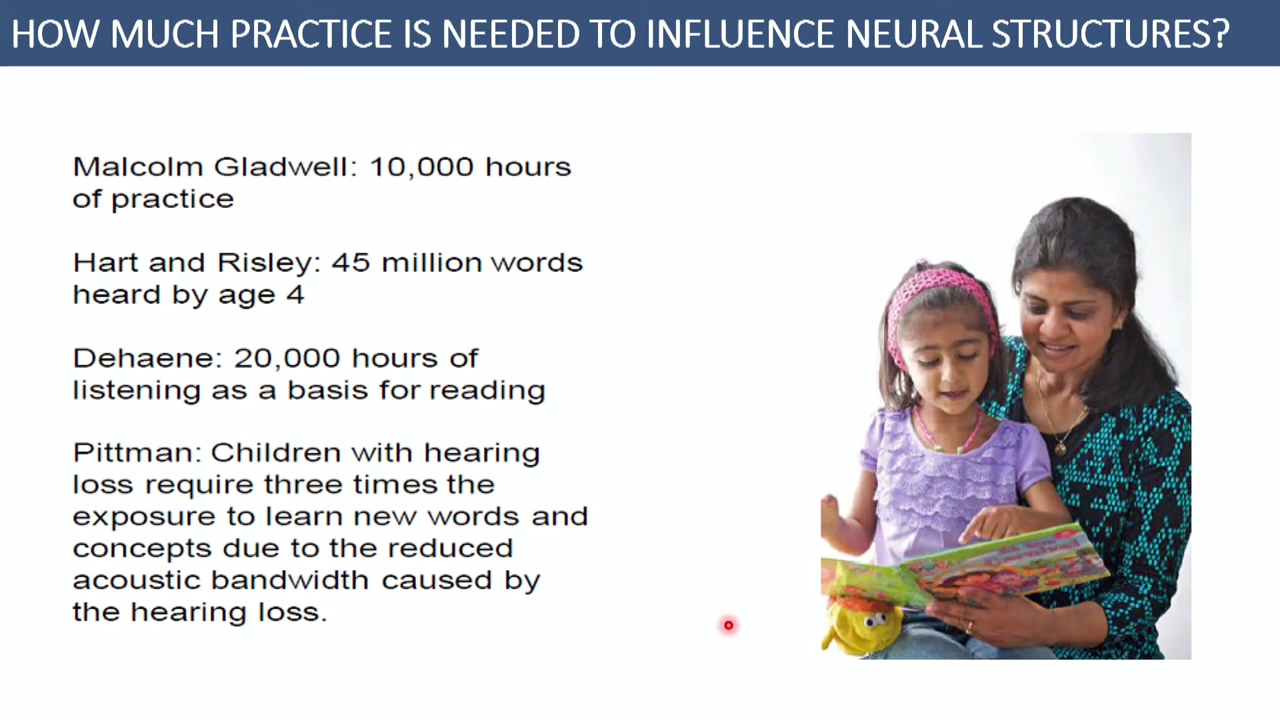 HOW MUCH PRACTICE IS NEEDED TO INFLUENCE NEURAL STRUCTURES?
Malcolm Gladwell: 10,000 hours
of practice
Hart and Risley: 45 million words
heard by age 4
Dehaene: 20,000 hours of
listening as a basis for reading
Pittman: Children with hearing
loss require three times the
exposure to learn new words and
concepts due to the reduced
acoustic bandwidth caused by
the hearing loss.